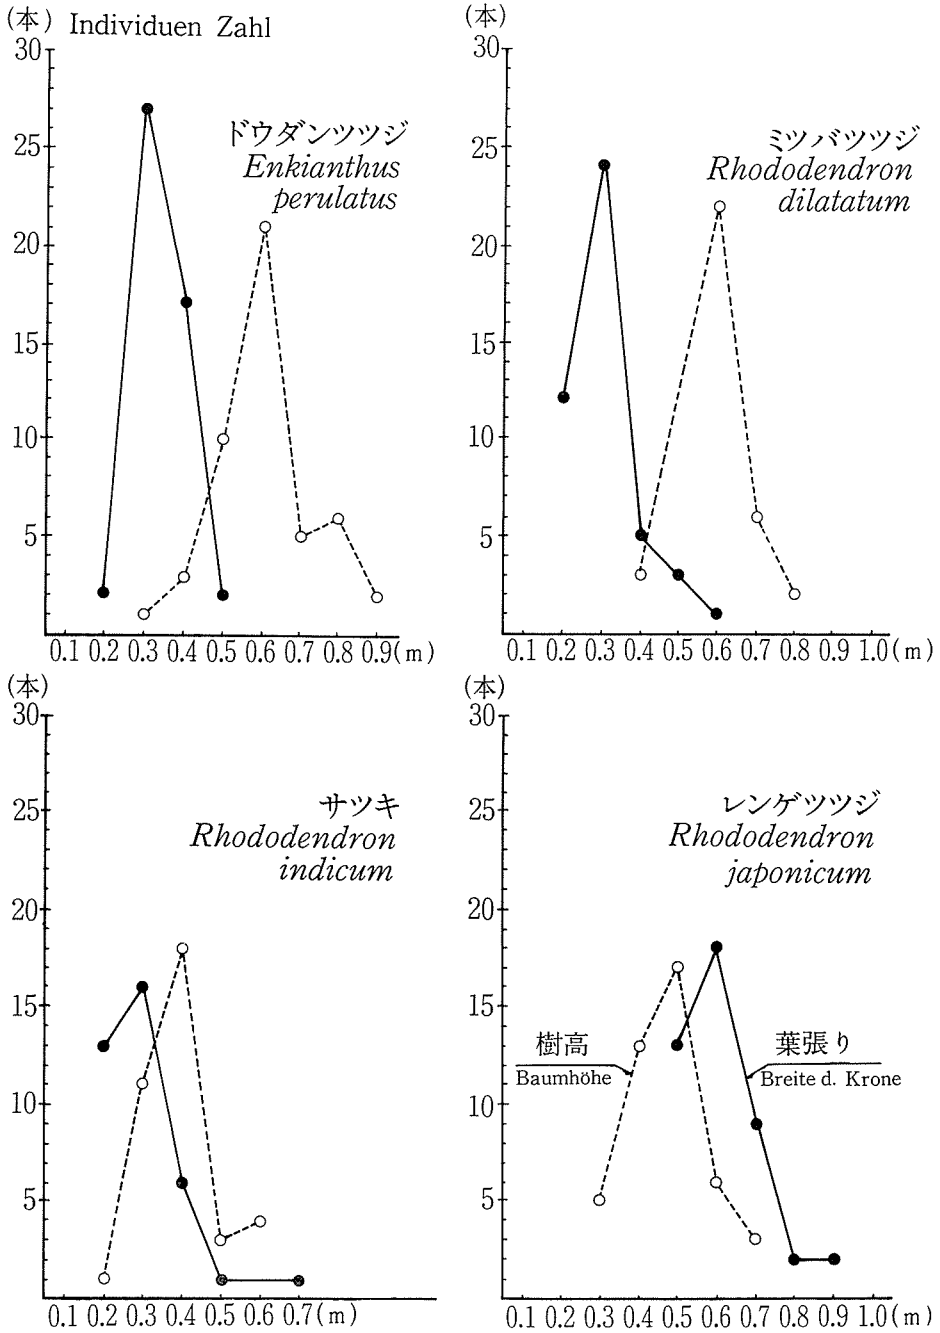 (本) Individuen Zahl
30
25
20
15
10
5
ドウダンツツジ
Enkianthus
perulatus
0.1 0.2 0.3 0.4 0.5 0.6 0.7 0.8 0.9(m)
(本)
30
25
20
15
10
5
ミツバツツジ
Rhododendron
dilatatum
0.1 0.2 0.3 0.4 0.5 0.6 0.7 0.8 0.9 1.0(m)
(本)
30
25
20
15
10
5
サツキ
Rhododendron
indicum
0.1 0.2 0.3 0.4 0.5 0.6 0.7(m)
(本)
30
25
20
15
10
5
レンゲツツジ
Rhododendron
japonicum
樹高
Baumhöhe
葉張り
Breite d. Krone
0.1 0.2 0.3 0.4 0.5 0.6 0.7 0.8 0.9 1.0(m)